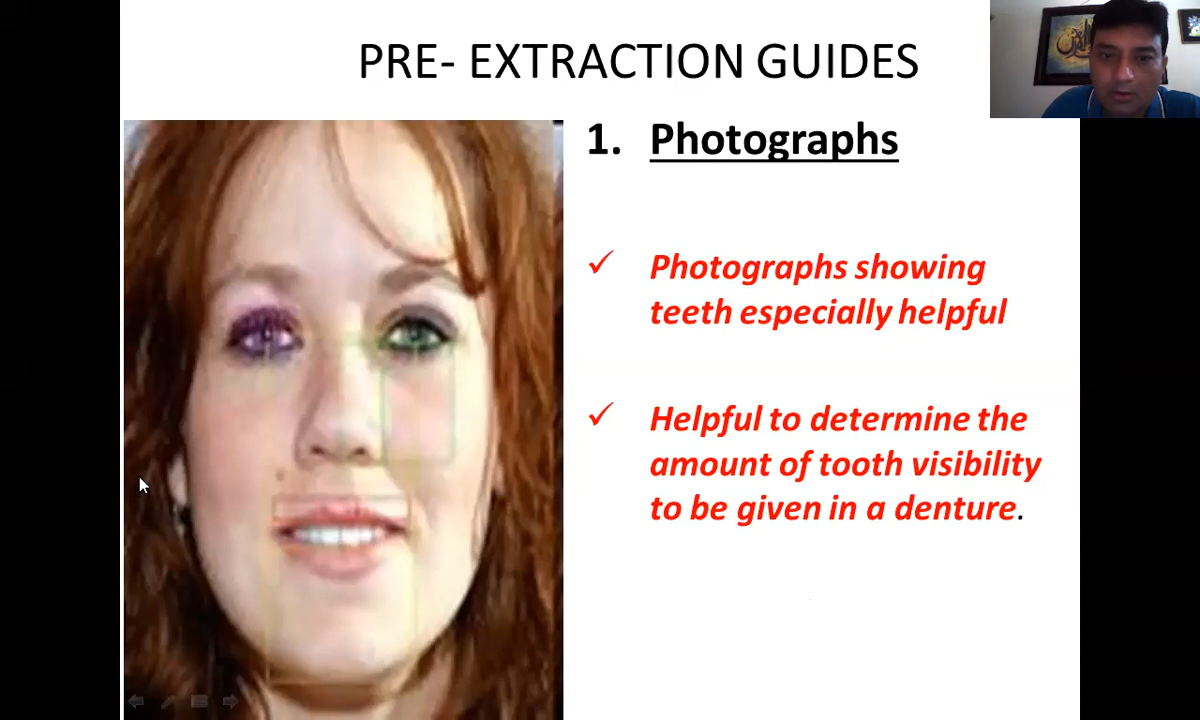 PRE- EXTRACTION GUIDES
1. Photographs
✓ Photographs showing
teeth especially helpful
✓ Helpful to determine the
amount of tooth visibility
to be given in a denture.